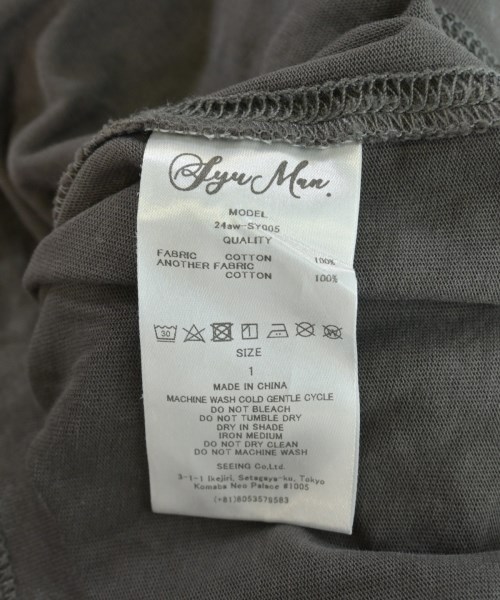 Syu Man.
MODEL
24aw-SY005
QUALITY
FABRIC COTTON 100%
ANOTHER FABRIC
COTTON 100%
30
SIZE
1
MADE IN CHINA
MACHINE WASH COLD GENTLE CYCLE
DO NOT BLEACH
DO NOT TUMBLE DRY
DRY IN SHADE
IRON MEDIUM
DO NOT DRY CLEAN
DO NOT MACHINE WASH
SEEING Co,Ltd.
3-1-1 Ikejiri, Setagaya-ku, Tokyo
Komaba Neo Palace #1005
(+81)8053576583